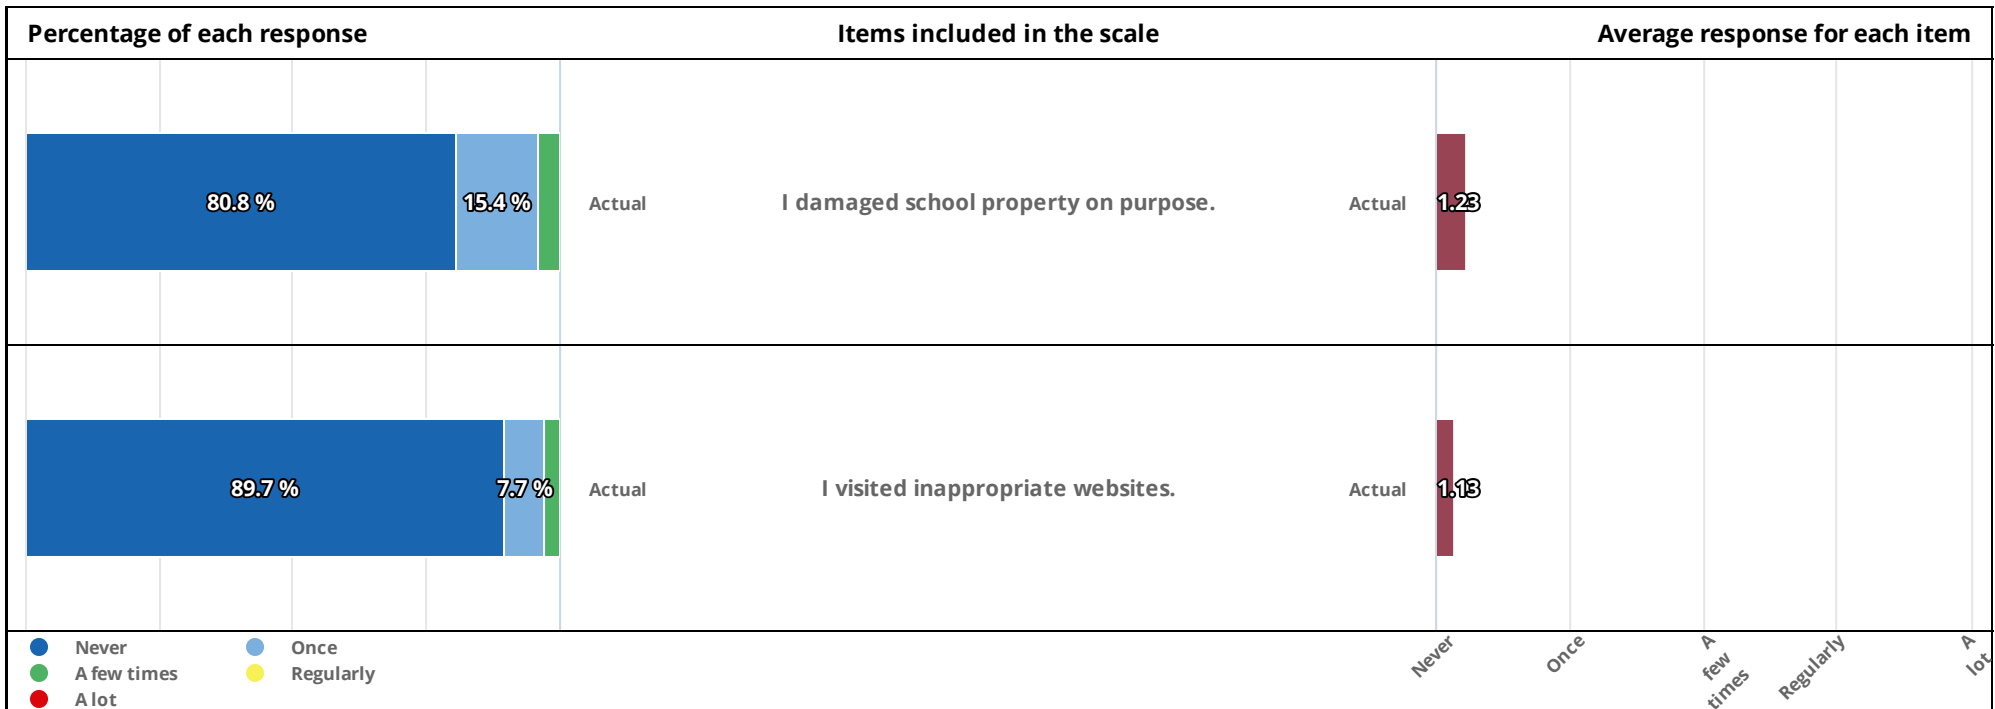 Percentage of each response
Items included in the scale
Average response for each item
80.8 %
15.4 %
Actual
I damaged school property on purpose.
Actual
1.23
89.7 %
7.7 %
Actual
I visited inappropriate websites.
Actual
1.13
Never
Once
A few times
Regularly
A lot
Never
Once
A
few
times
Regularly
A
lot